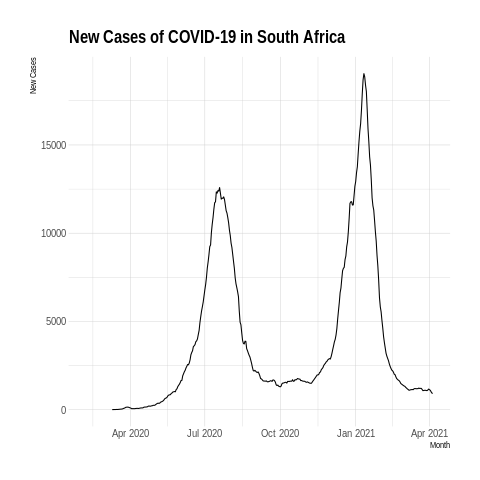 New Cases of COVID-19 in South Africa
New Cases
15000
10000
5000
0
Apr 2020 Jul 2020 Oct 2020 Jan 2021 Apr 2021
Month